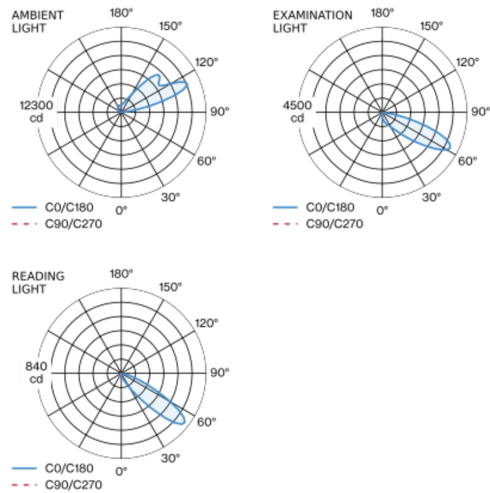 AMBIENT
LIGHT
180°
150°
120°
12300
cd
90°
60°
30°
0°
C0/C180
C90/C270
EXAMINATION
LIGHT
180°
150°
120°
4500
cd
90°
60°
30°
0°
C0/C180
C90/C270
READING
LIGHT
180°
150°
120°
840
cd
90°
60°
30°
0°
C0/C180
C90/C270